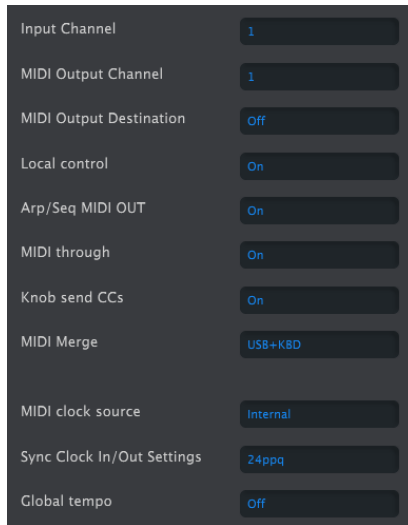 Input Channel 1
MIDI Output Channel 1
MIDI Output Destination Off
Local control On
Arp/Seq MIDI OUT On
MIDI through On
Knob send CCs On
MIDI Merge USB+KBD
MIDI clock source Internal
Sync Clock In/Out Settings 24ppq
Global tempo Off